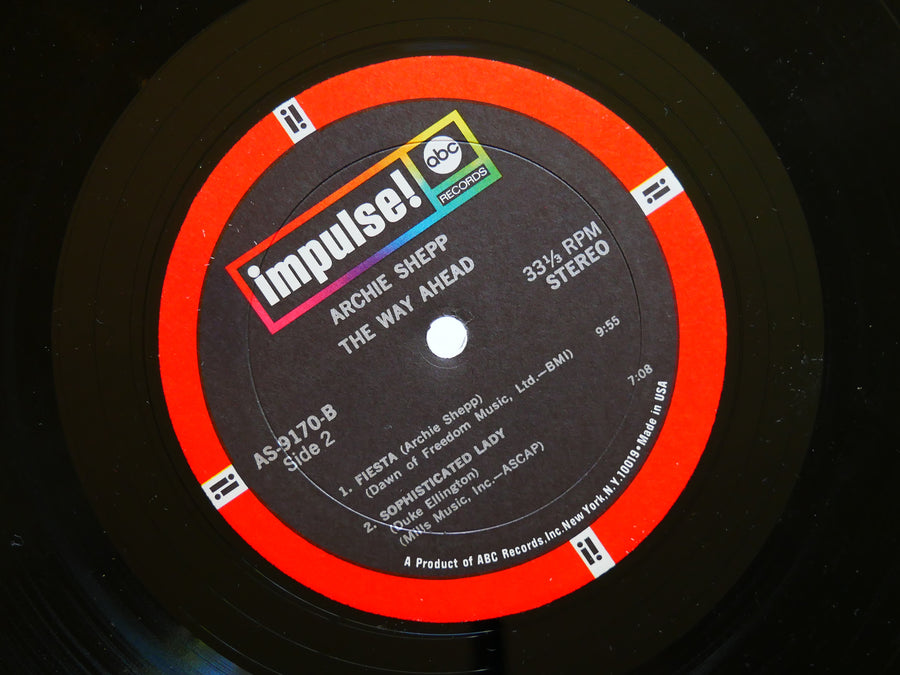 impulse!
abc
RECORDS
ARCHIE SHEPP
THE WAY AHEAD
33⅓ RPM
STEREO
AS-9170-B
Side 2
1. FIESTA (Archie Shepp) 9:55
(Dawn of Freedom Music, Ltd.—BMI)
2. SOPHISTICATED LADY 7:08
(Duke Ellington)
(Mills Music, Inc.—ASCAP)
A Product of ABC Records, Inc. New York, N.Y. 10019 • Made in USA
i!
i!
i!
i!